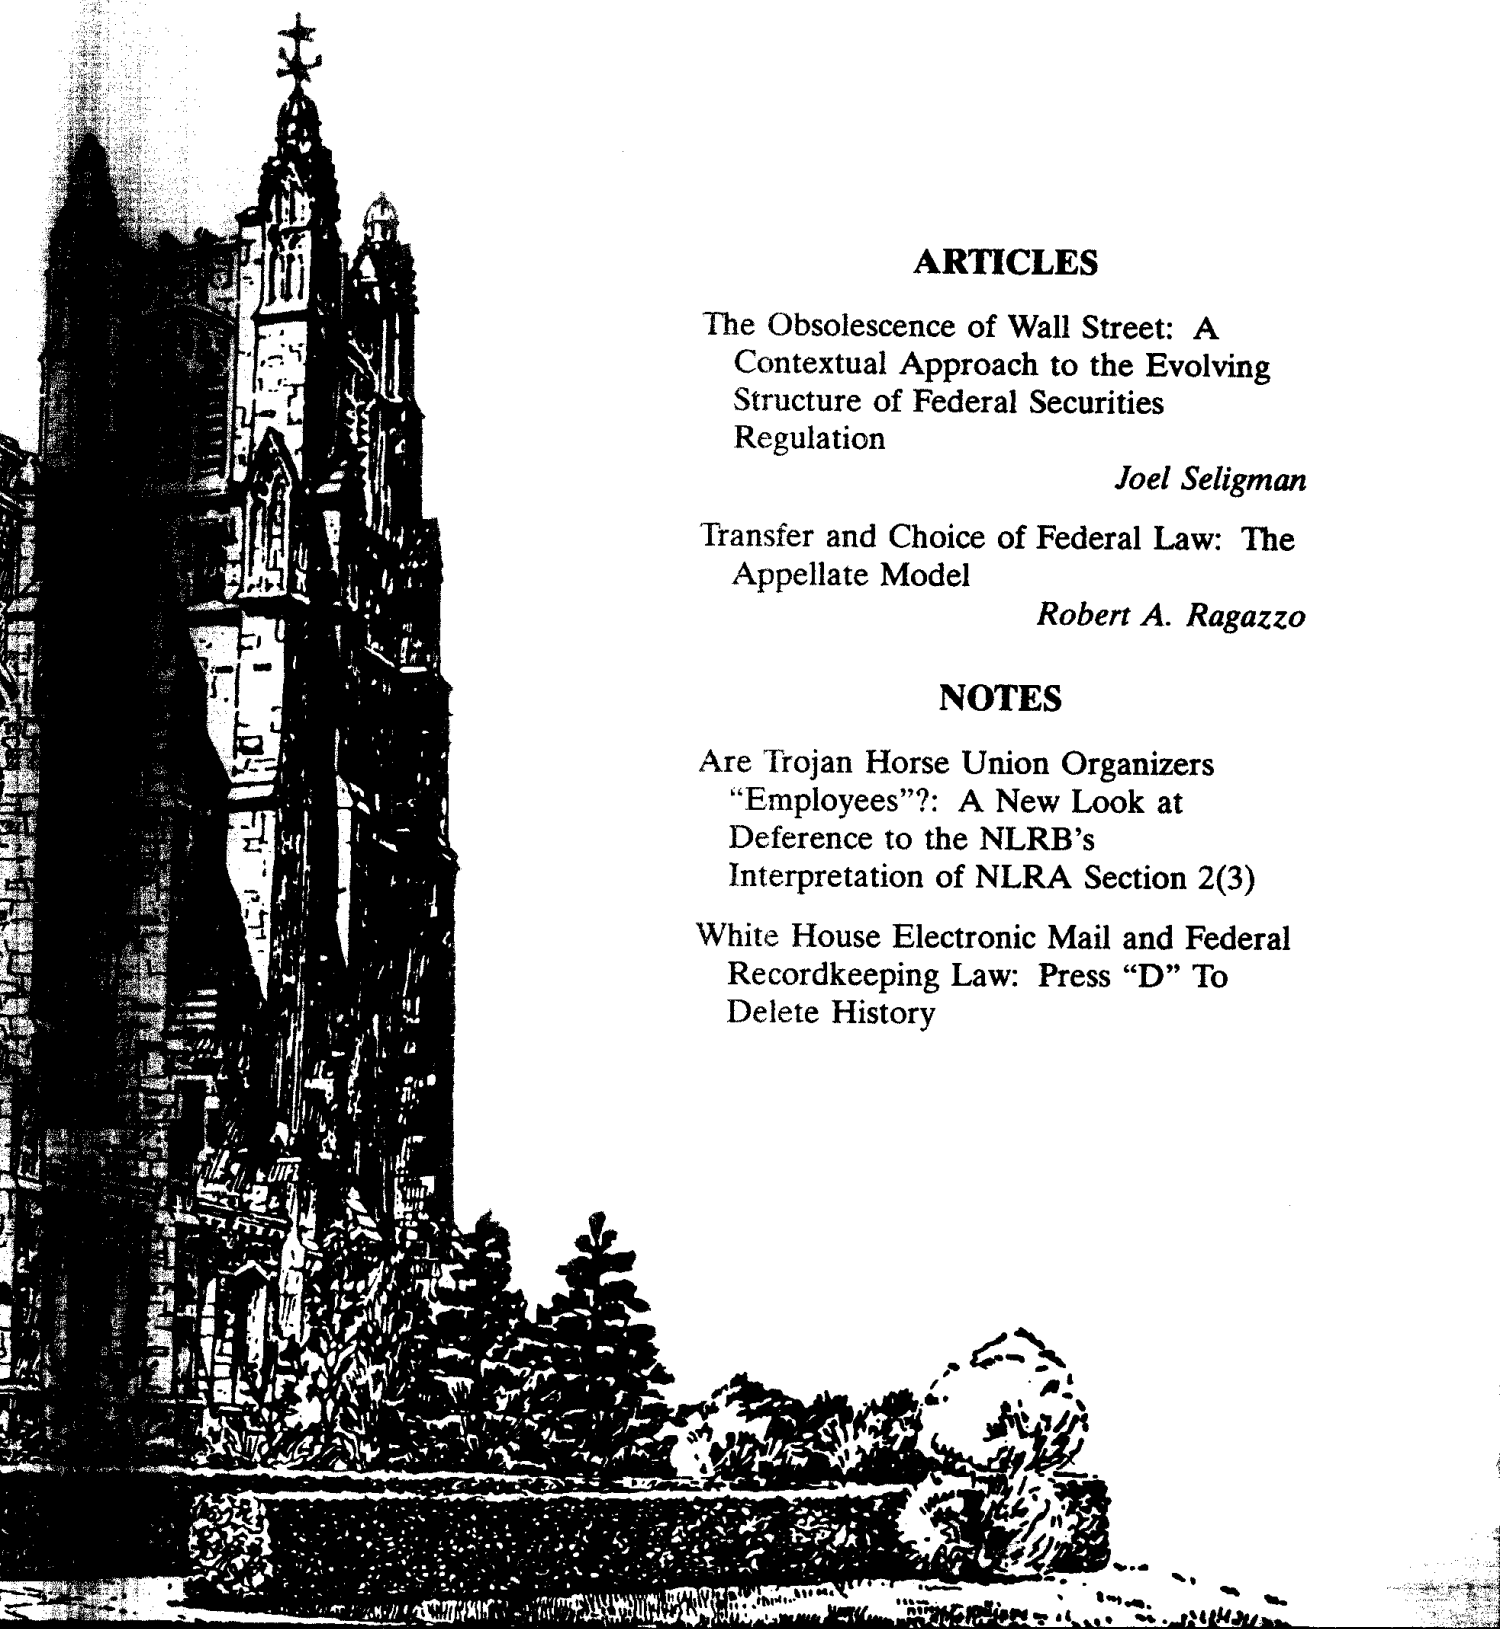 ARTICLES
The Obsolescence of Wall Street: A
Contextual Approach to the Evolving
Structure of Federal Securities
Regulation
Joel Seligman
Transfer and Choice of Federal Law: The
Appellate Model
Robert A. Ragazzo
NOTES
Are Trojan Horse Union Organizers
“Employees”?: A New Look at
Deference to the NLRB’s
Interpretation of NLRA Section 2(3)
White House Electronic Mail and Federal
Recordkeeping Law: Press “D” To
Delete History